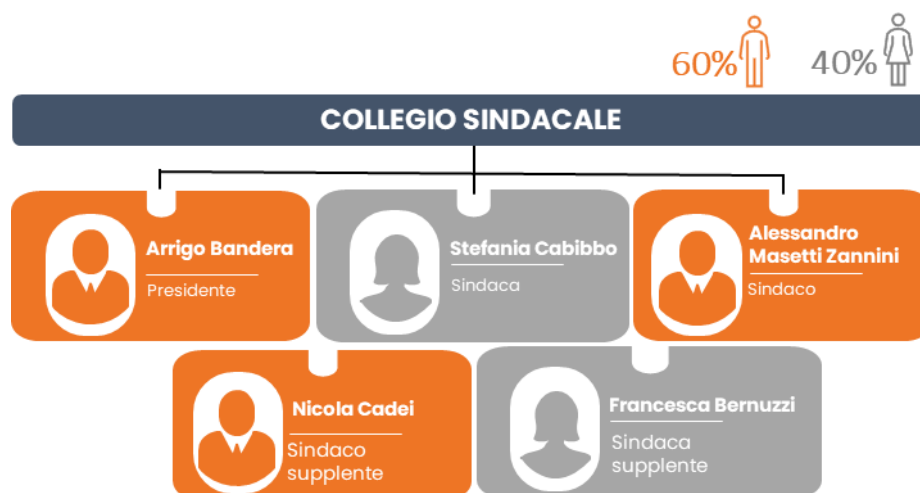 60%
40%
COLLEGIO SINDACALE
Arrigo Bandera
Presidente
Stefania Cabibbo
Sindaca
Alessandro
Masetti Zannini
Sindaco
Nicola Cadei
Sindaco
supplente
Francesca Bernuzzi
Sindaca
supplente